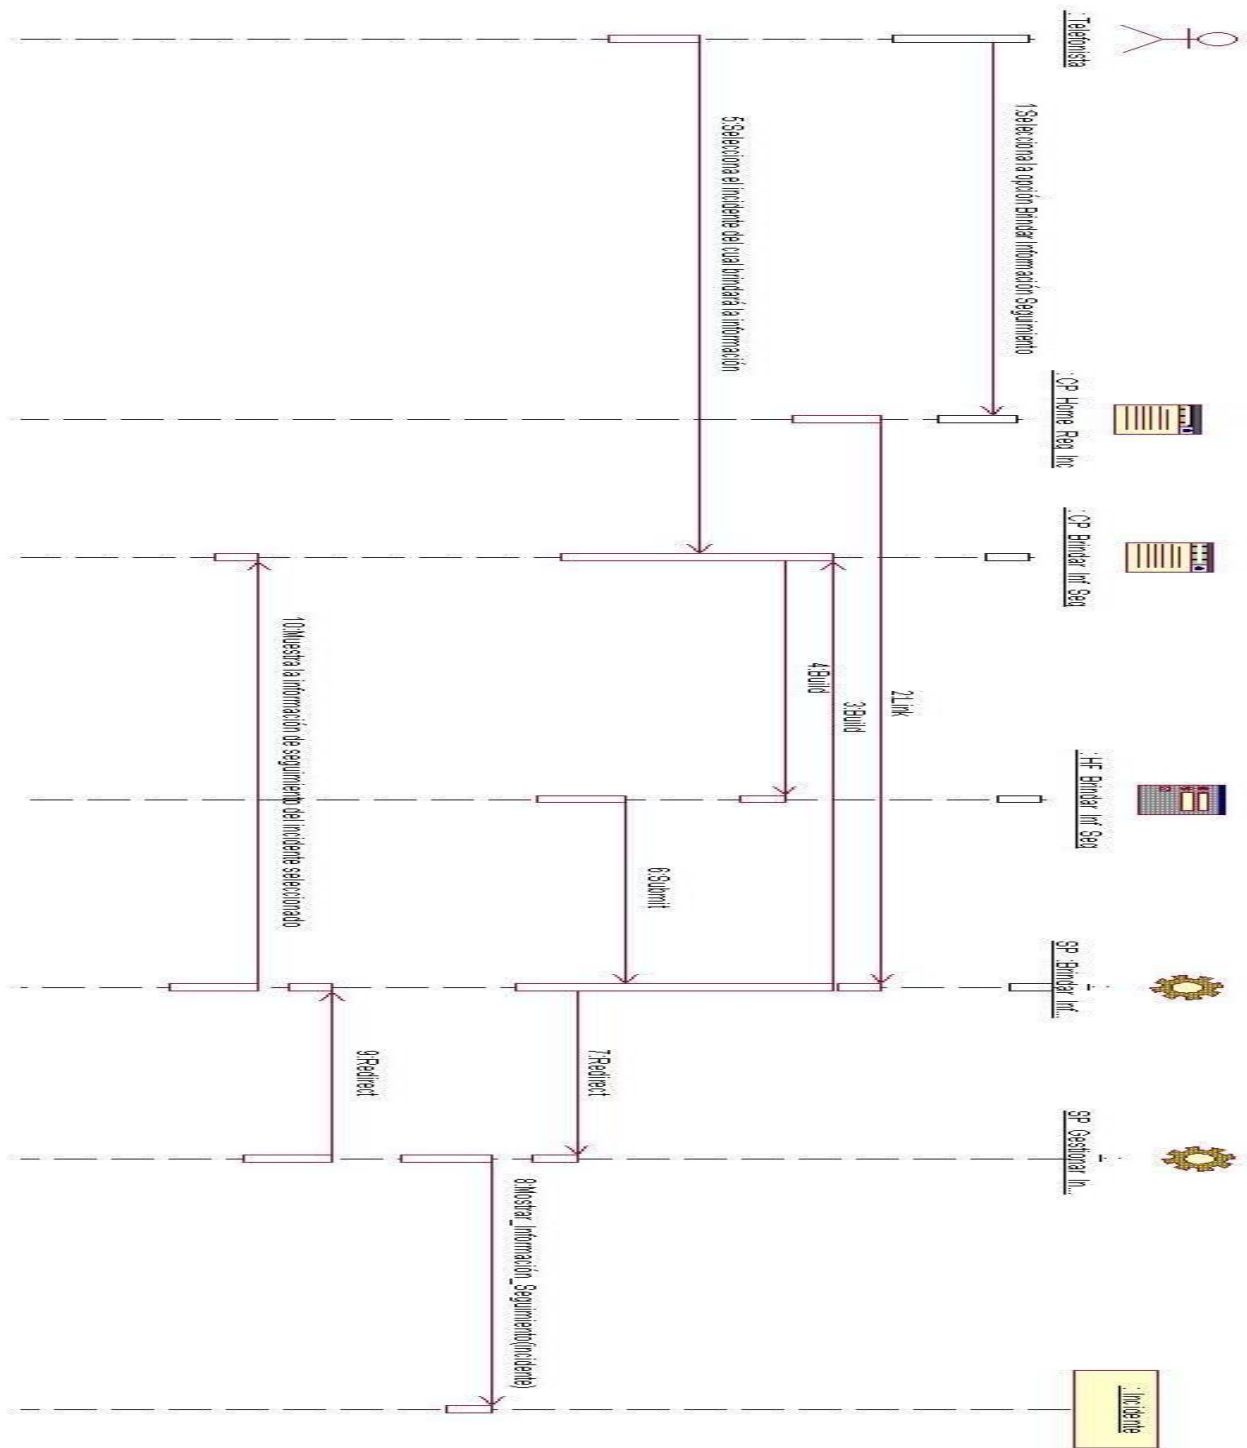 : Telefonista
: CP_Home_Reg_Inc
: CP_Brindar_Inf_Seg
: HF_Brindar_Inf_Seg
SP_:Brindar_Inf...
SP_Gestionar_In...
: Incidente
1:Selecciona la opción Brindar Información Seguimiento
2:Link
3:Build
4:Build
5:Selecciona el incidente del cual brindará la información
6:Submit
7:Redirect
8:Mostrar_Información_Seguimiento(incidente)
9:Redirect
10:Muestra la información de seguimiento del incidente seleccionado